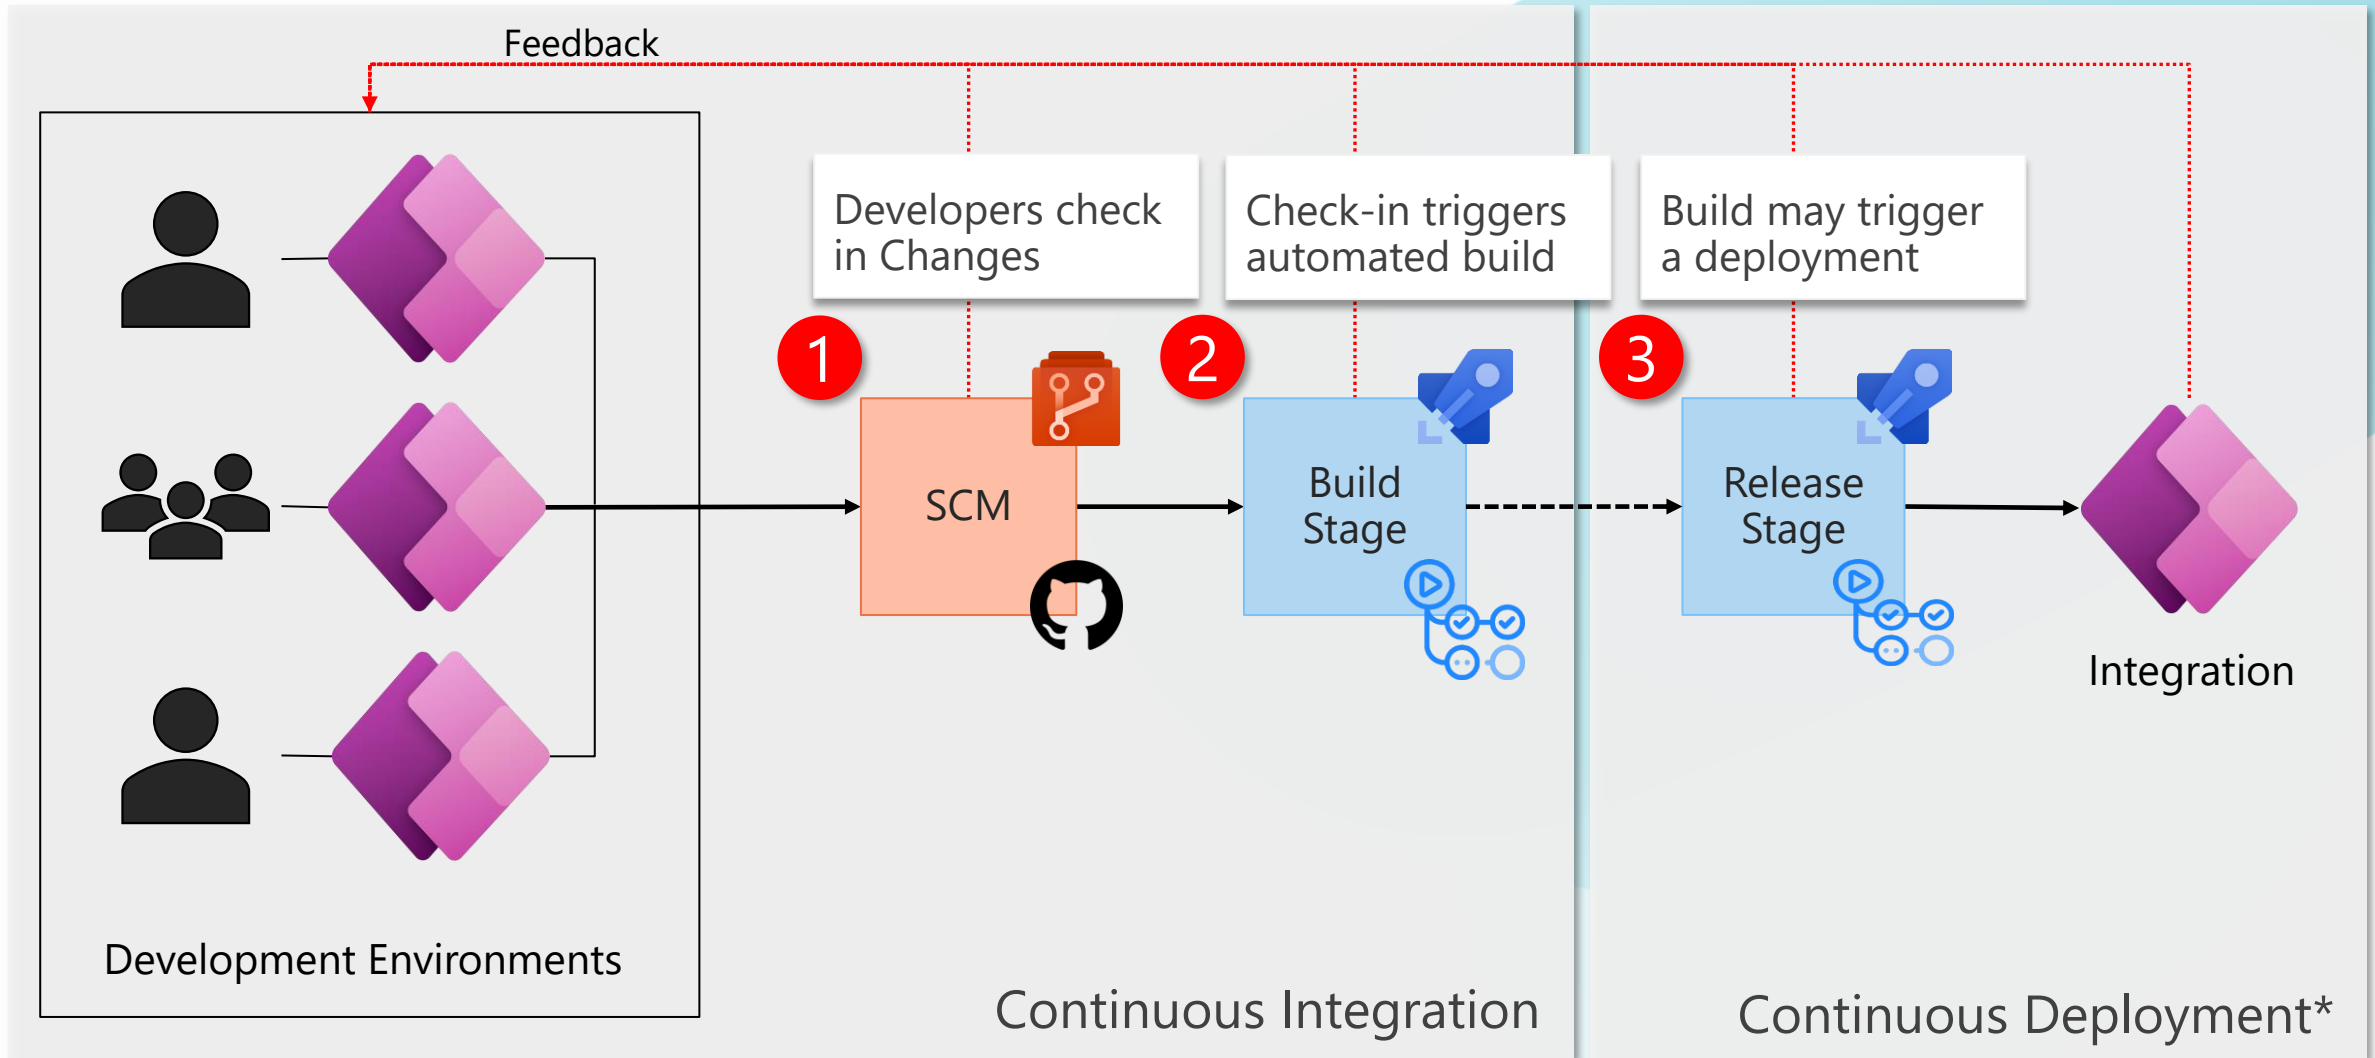 Feedback
Developers check
in Changes
Check-in triggers
automated build
Build may trigger
a deployment
1
2
3
SCM
Build
Stage
Release
Stage
Integration
Development Environments
Continuous Integration
Continuous Deployment*